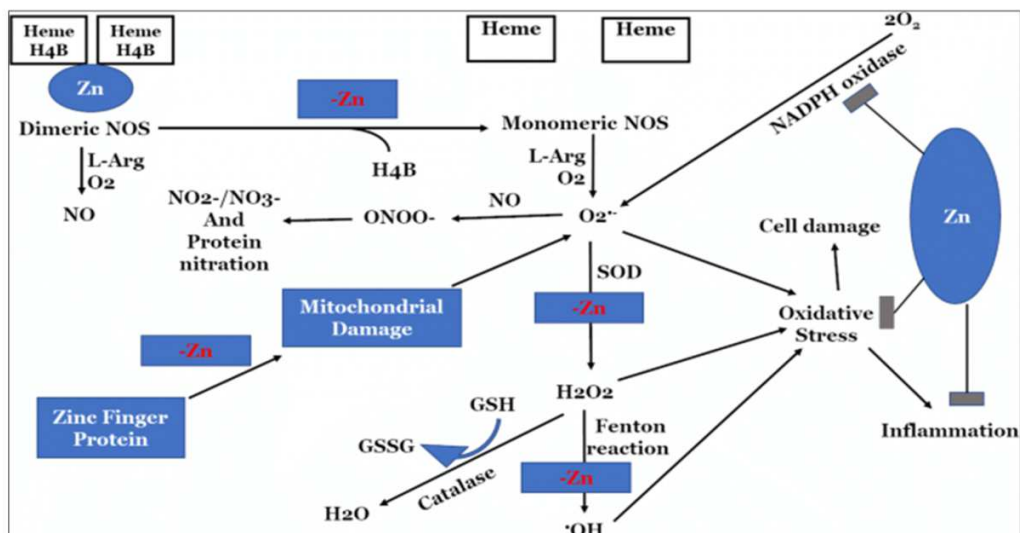 Heme
H4B
Heme
H4B
Heme
Heme
2O₂
Zn
-Zn
NADPH oxidase
Dimeric NOS
Monomeric NOS
L-Arg
O2
H4B
L-Arg
O2
NO
NO2-/NO3-
And
Protein
nitration
ONOO-
NO
O2·-
Zn
Cell damage
SOD
Mitochondrial
Damage
-Zn
Oxidative
Stress
-Zn
Zinc Finger
Protein
H2O2
GSH
GSSG
Fenton
reaction
Inflammation
Catalase
-Zn
H2O
·OH